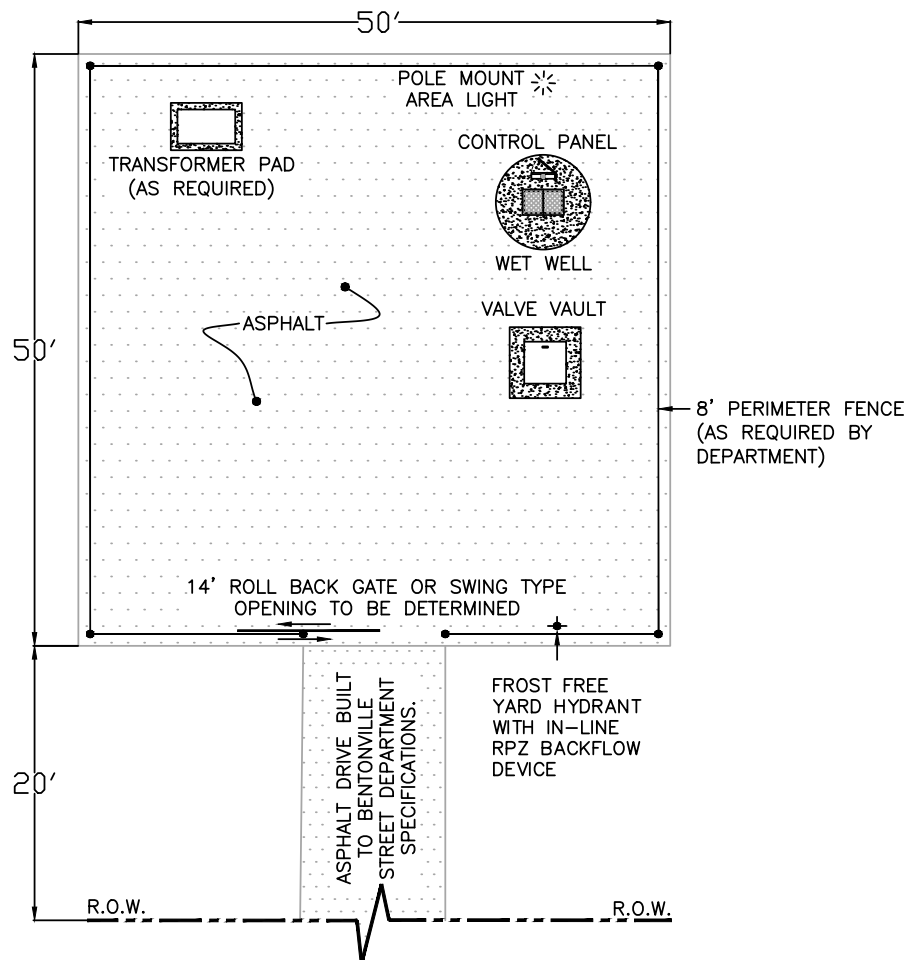 50'
POLE MOUNT
AREA LIGHT
CONTROL PANEL
TRANSFORMER PAD
(AS REQUIRED)
WET WELL
VALVE VAULT
ASPHALT
50'
8' PERIMETER FENCE
(AS REQUIRED BY
DEPARTMENT)
14' ROLL BACK GATE OR SWING TYPE
OPENING TO BE DETERMINED
FROST FREE
YARD HYDRANT
WITH IN-LINE
RPZ BACKFLOW
DEVICE
ASPHALT DRIVE BUILT
TO BENTONVILLE
STREET DEPARTMENT
SPECIFICATIONS.
20'
R.O.W.
R.O.W.